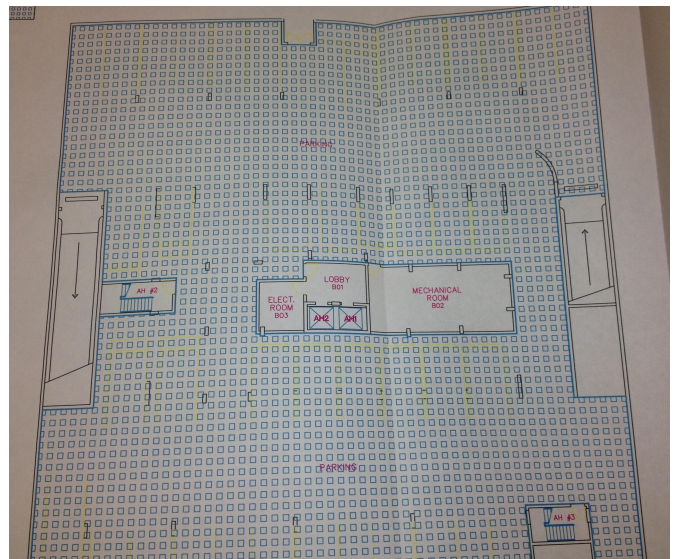 PARKING
AH #2
LOBBY
B01
ELECT.
ROOM
B03
MECHANICAL
ROOM
B02
AH2
AH1
PARKING
AH #3